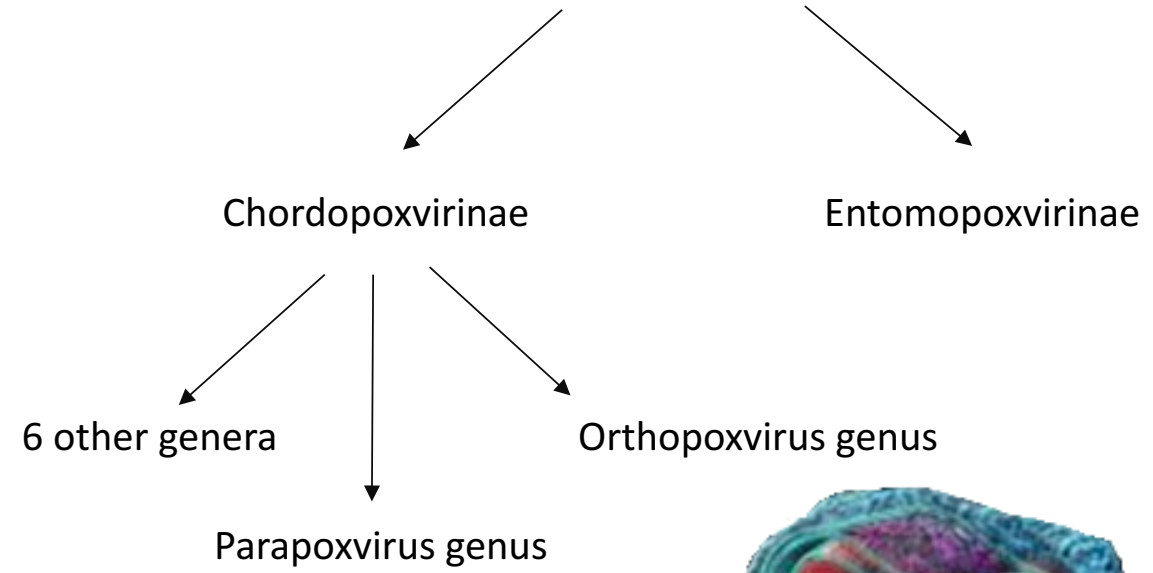 Chordopoxvirinae
Entomopoxvirinae
6 other genera
Orthopoxvirus genus
Parapoxvirus genus